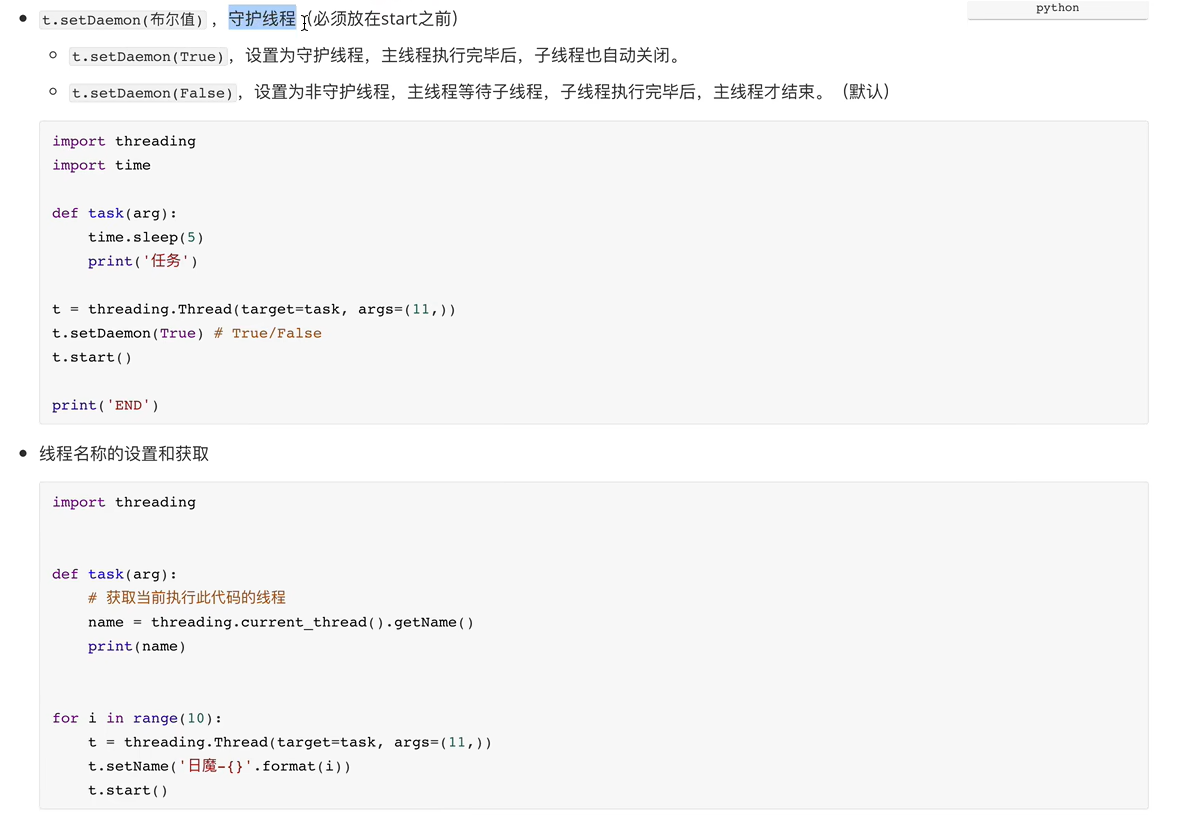 python
t.setDaemon(布尔值) ，守护线程（必须放在start之前）
t.setDaemon(True)，设置为守护线程，主线程执行完毕后，子线程也自动关闭。
t.setDaemon(False)，设置为非守护线程，主线程等待子线程，子线程执行完毕后，主线程才结束。（默认）
import threading
import time
def task(arg):
    time.sleep(5)
    print('任务')
t = threading.Thread(target=task, args=(11,))
t.setDaemon(True) # True/False
t.start()
print('END')
线程名称的设置和获取
import threading
def task(arg):
    # 获取当前执行此代码的线程
    name = threading.current_thread().getName()
    print(name)
for i in range(10):
    t = threading.Thread(target=task, args=(11,))
    t.setName('日魔-{}'.format(i))
    t.start()